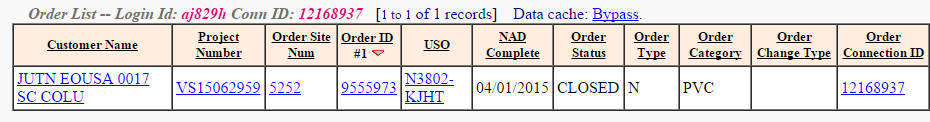 Order List -- Login Id: aj829h Conn ID: 12168937 [1 to 1 of 1 records] Data cache: Bypass.
Customer Name Project Number Order Site Num Order ID #1 USO NAD Complete Order Status Order Type Order Category Order Change Type Order Connection ID
JUTN EOUSA 0017 SC COLU VS15062959 5252 9555973 N3802-KJHT 04/01/2015 CLOSED N PVC 12168937